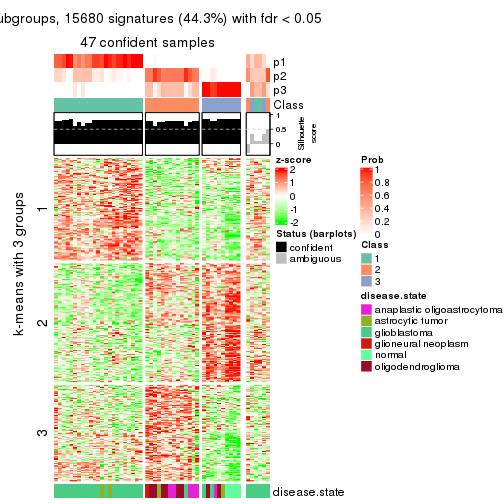 ubgroups, 15680 signatures (44.3%) with fdr < 0.05
47 confident samples
p1
p2
p3
Class
1
0.5
0
Silhouette
score
k-means with 3 groups
1
2
3
z-score
2
1
0
-1
-2
Status (barplots)
confident
ambiguous
Prob
1
0.8
0.6
0.4
0.2
0
Class
1
2
3
disease.state
anaplastic oligoastrocytoma
astrocytic tumor
glioblastoma
glioneural neoplasm
normal
oligodendroglioma
disease.state